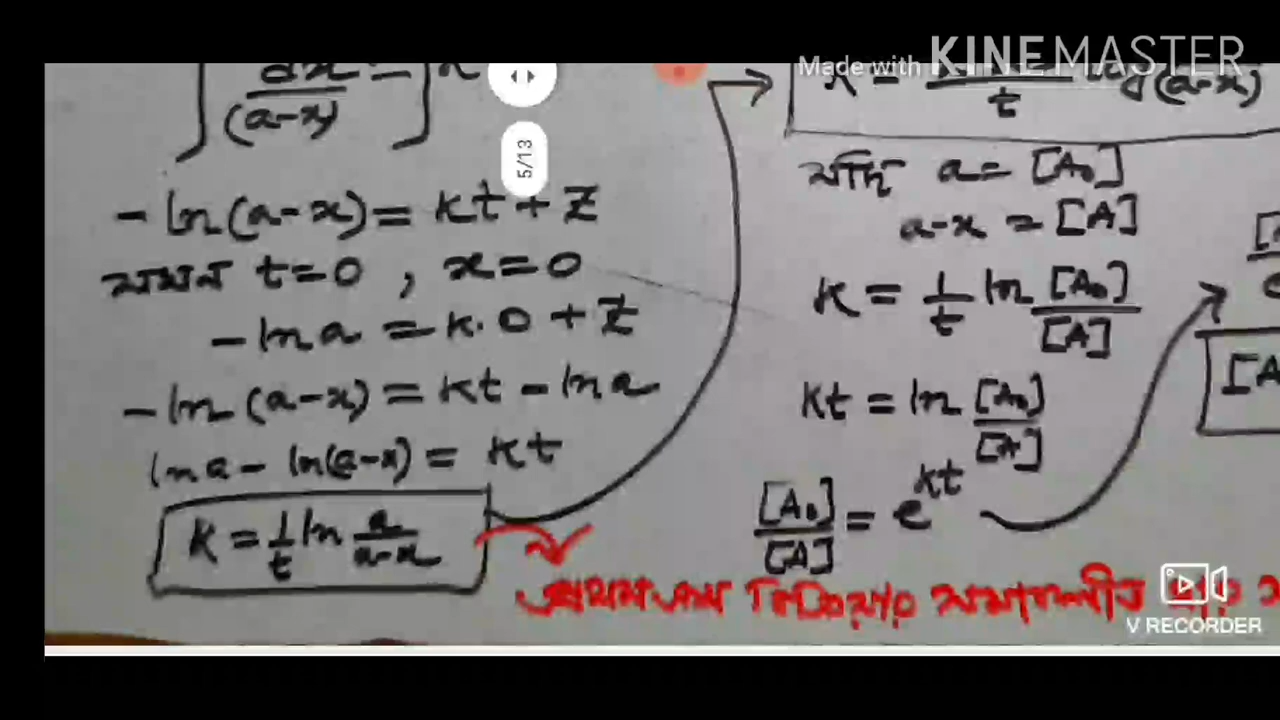 Made with KINEMASTER
5/13
(a-x)
-ln(a-x) = kt + Z
যখন t=0 , x=0
-ln a = k.0 + Z
-ln (a-x) = kt - ln a
ln a - ln(a-x) = kt
K = 1/t ln a/a-x
t (a-x)
যদি a = [A₀]
a-x = [A]
K = 1/t ln [A₀]/[A]
kt = ln [A₀]/[A]
[A₀]/[A] = e^kt
[A
V RECORDER